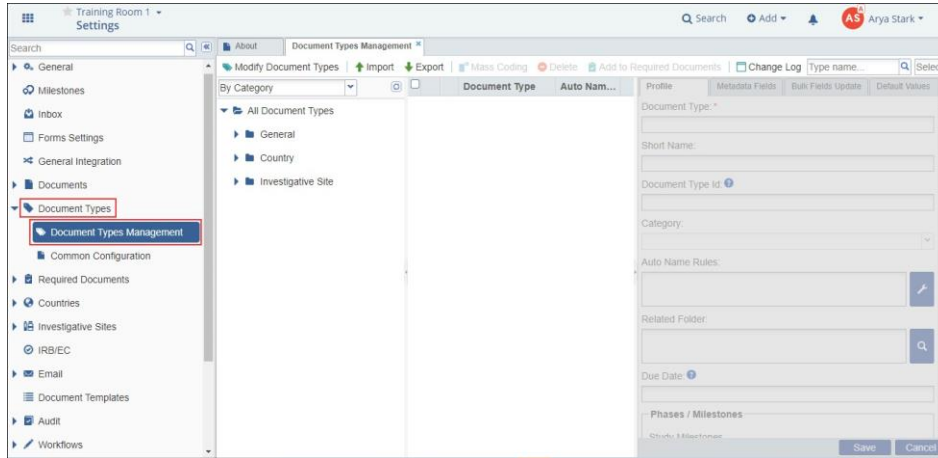 Training Room 1
Settings
Search
Add
AS
Arya Stark
Search
General
Milestones
Inbox
Forms Settings
General Integration
Documents
Document Types
Document Types Management
Common Configuration
Required Documents
Countries
Investigative Sites
IRB/EC
Email
Document Templates
Audit
Workflows
About
Document Types Management
Modify Document Types
Import
Export
Mass Coding
Delete
Add to Required Documents
Change Log
Type name...
Selec
By Category
All Document Types
General
Country
Investigative Site
Document Type
Auto Nam...
Profile
Metadata Fields
Bulk Fields Update
Default Values
Document Type: *
Short Name:
Document Type Id:
Category:
Auto Name Rules:
Related Folder:
Due Date:
Phases / Milestones
Study Milestones
Save
Cancel